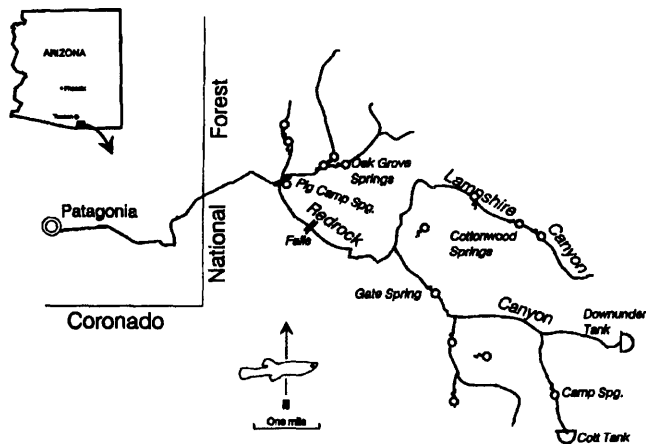 ARIZONA
Phoenix
Tucson
Forest
National
Coronado
Patagonia
Oak Grove
Springs
Pig Camp Spg.
Redrock
Falls
Lampshire
Canyon
Cottonwood
Springs
Gate Spring
Canyon
Downunder
Tank
Camp Spg.
Cott Tank
N
One mile